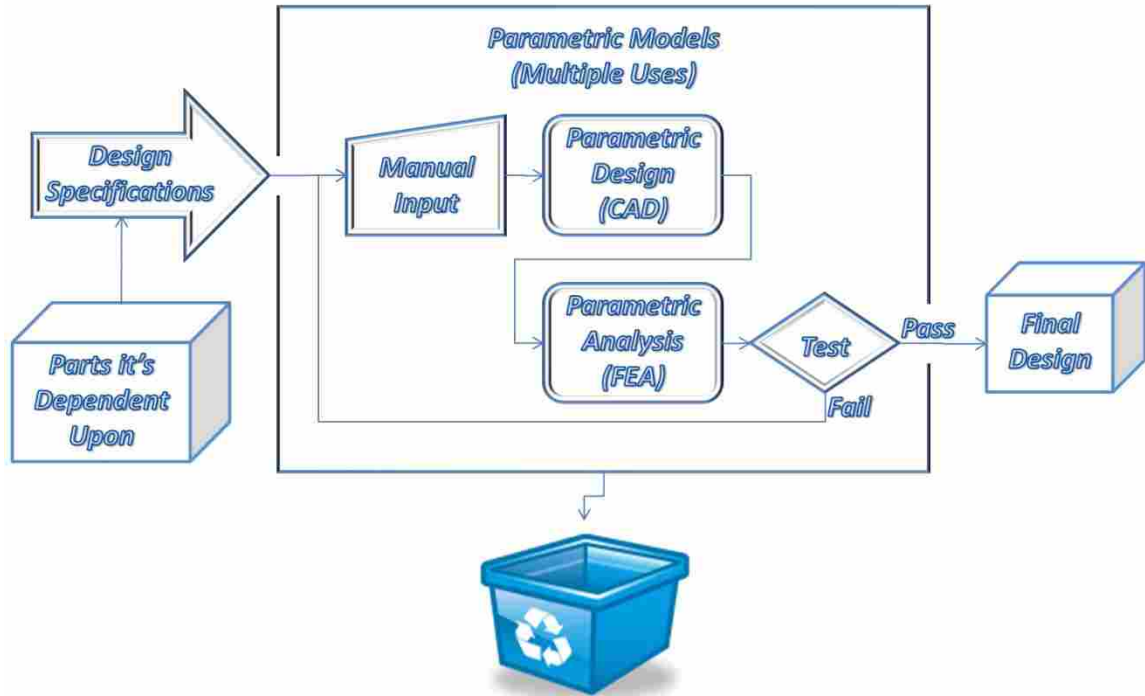 Parametric Models
(Multiple Uses)
Design
Specifications
Manual
Input
Parametric
Design
(CAD)
Parts it's
Dependent
Upon
Parametric
Analysis
(FEA)
Test
Pass
Fail
Final
Design